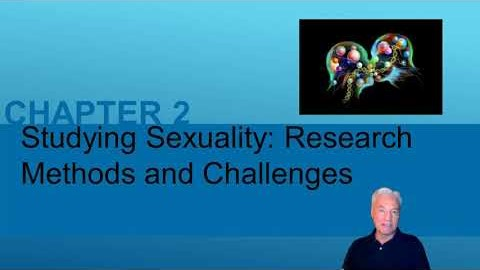 CHAPTER 2
Studying Sexuality: Research
Methods and Challenges